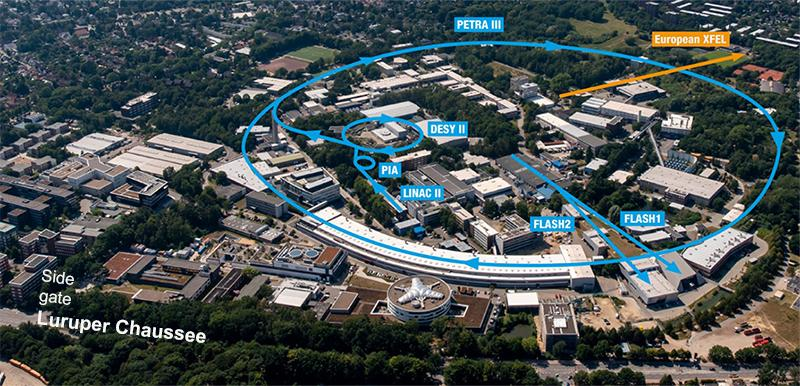 PETRA III
European XFEL
DESY II
PIA
LINAC II
FLASH2
FLASH1
Side
gate
Luruper Chaussee